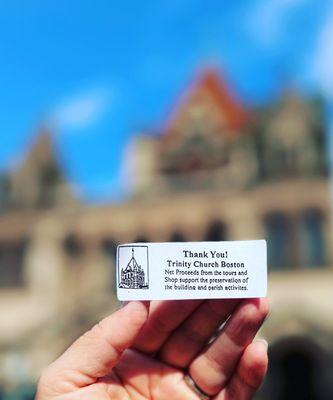 Thank You!
Trinity Church Boston
Net Proceeds from the tours and
Shop support the preservation of
the building and parish activites.